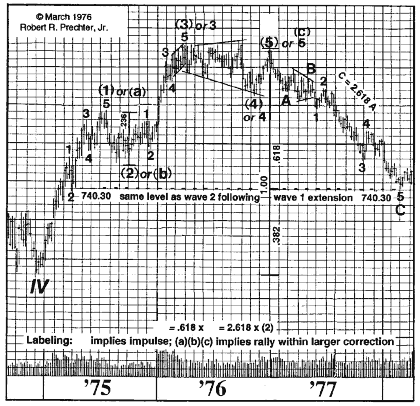 © March 1976
Robert R. Prechter, Jr.
(3) or 3
5
3
4
(5) or 5
(C)
B
A
1
2
C = 2.618 A
(1) or (a)
5
3
.236
1
4
2
1
(2) or (b)
2
(4)
or 4
.618
4
3
1.00
740.30 same level as wave 2 following wave 1 extension 740.30
5
C
.382
IV
= .618 x = 2.618 x (2)
Labeling: implies impulse; (a)(b)(c) implies rally within larger correction
'75 '76 '77